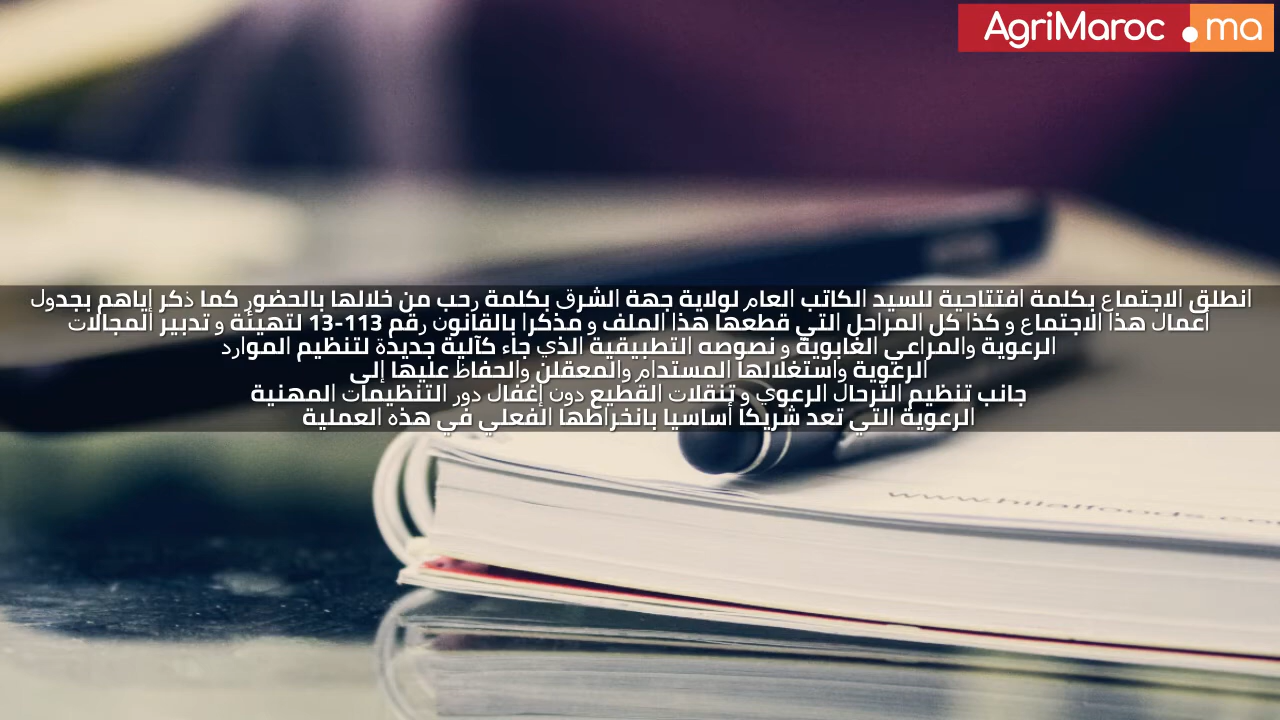 AgriMaroc.ma
انطلق الاجتماع بكلمة افتتاحية للسيد الكاتب العام لولاية جهة الشرق بكلمة رحب من خلالها بالحضور كما ذكر إياهم بجدول
أعمال هذا الاجتماع و كذا كل المراحل التي قطعها هذا الملف و مذكرا بالقانون رقم 113-13 لتهيئة و تدبير المجالات
الرعوية والمراعي الغابوية و نصوصه التطبيقية الذي جاء كآلية جديدة لتنظيم الموارد
الرعوية واستغلالها المستدام والمعقلن والحفاظ عليها إلى
جانب تنظيم الترحال الرعوي و تنقلات القطيع دون إغفال دور التنظيمات المهنية
الرعوية التي تعد شريكا أساسيا بانخراطها الفعلي في هذه العملية
www.hilalfoods.co